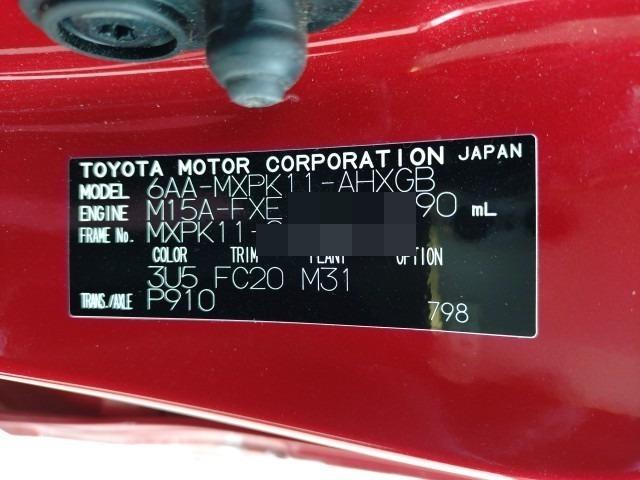 TOYOTA MOTOR CORPORATION JAPAN
MODEL 6AA-MXPK11-AHXGB
ENGINE M15A-FXE 90 mL
FRAME No. MXPK11-
COLOR TRIM PLANT OPTION
3U5 FC20 M31
TRANS./AXLE P910
798